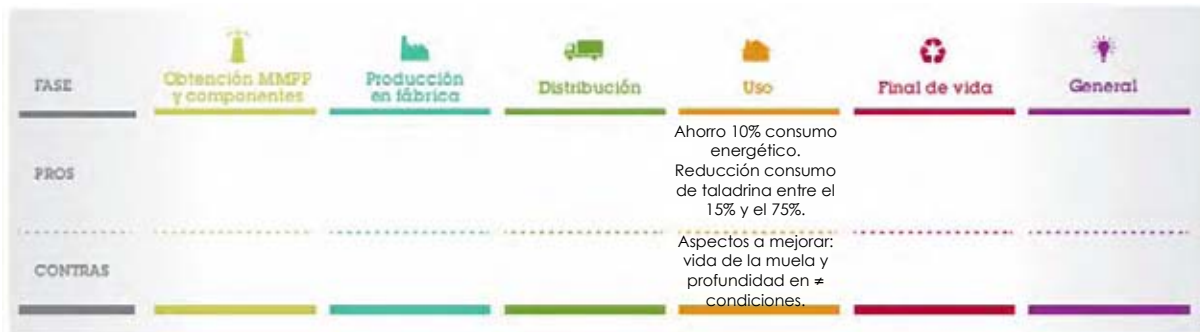 FASE
Obtención MMPP
y componentes
Producción
en fábrica
Distribución
Uso
Final de vida
General
PROS
Ahorro 10% consumo
energético.
Reducción consumo
de taladrina entre el
15% y el 75%.
CONTRAS
Aspectos a mejorar:
vida de la muela y
profundidad en ≠
condiciones.